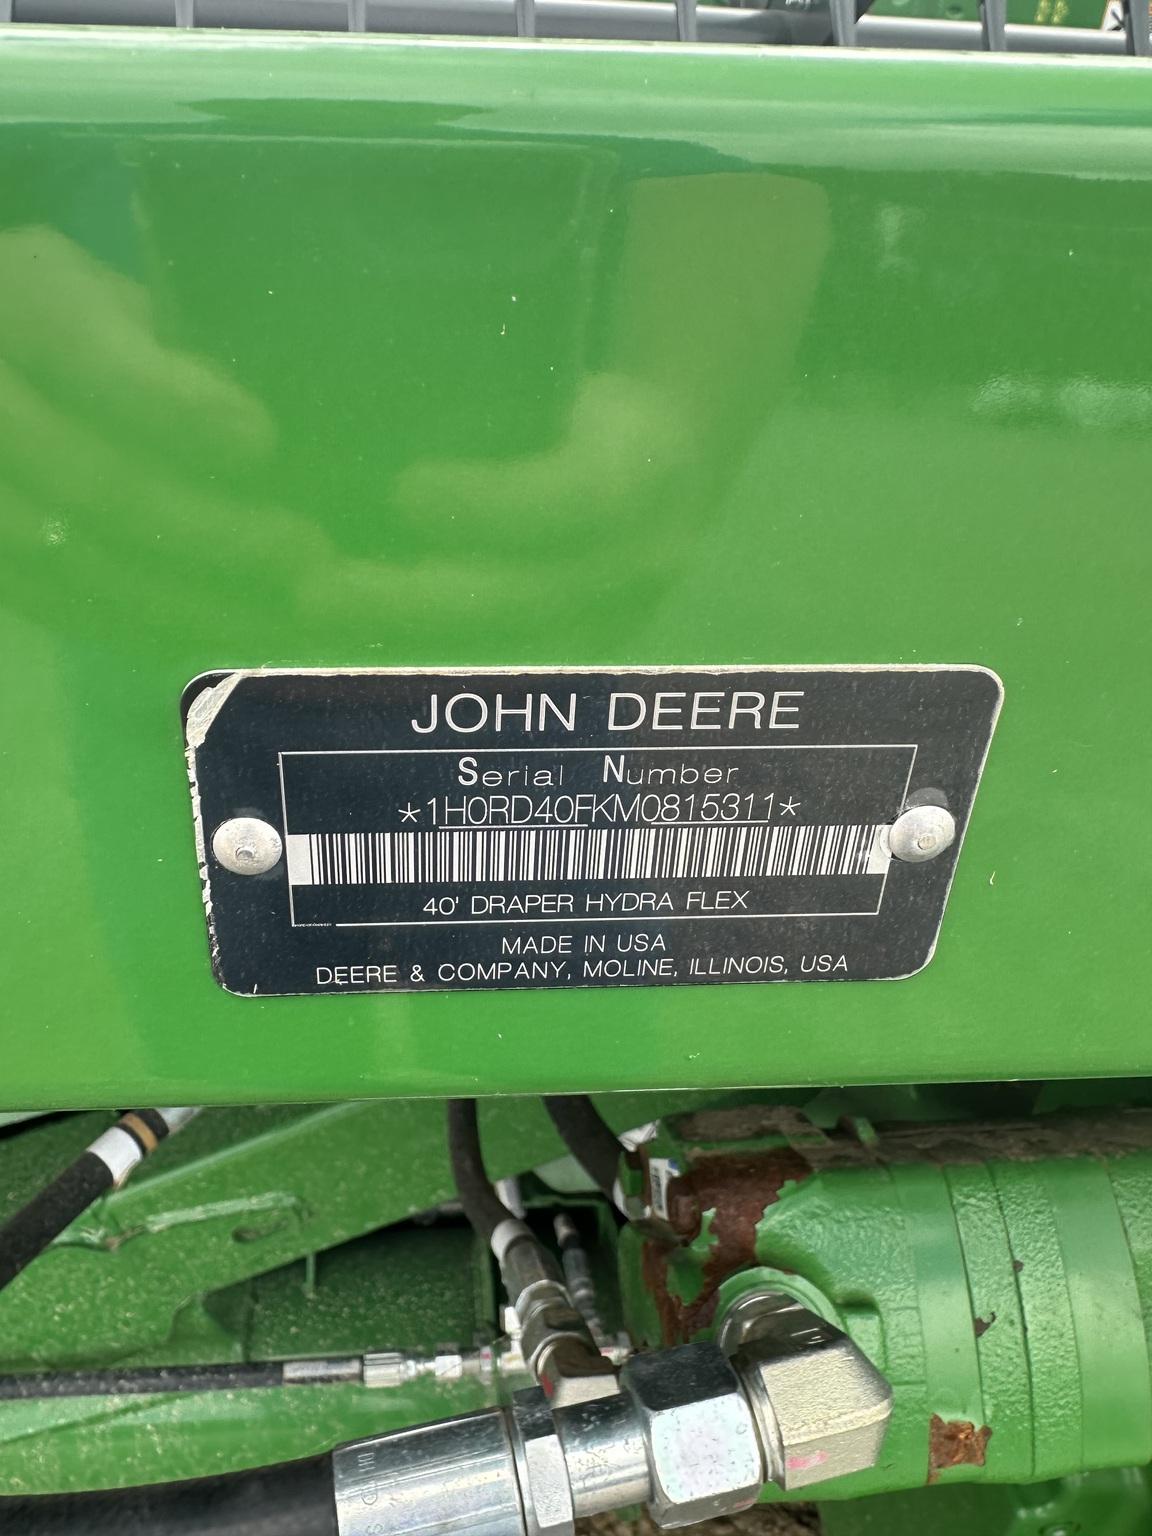 JOHN DEERE
Serial Number
*1H0RD40FKM0815311*
40' DRAPER HYDRA FLEX
MADE IN USA
DEERE & COMPANY, MOLINE, ILLINOIS, USA